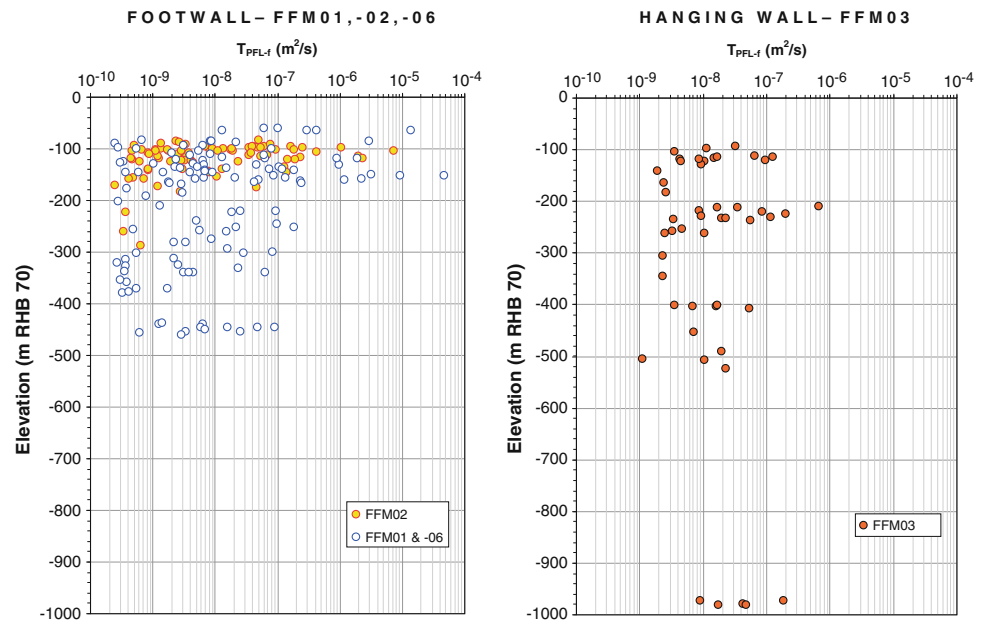 FOOTWALL– FFM01,-02,-06
T_PFL-f (m²/s)
10⁻¹⁰ 10⁻⁹ 10⁻⁸ 10⁻⁷ 10⁻⁶ 10⁻⁵ 10⁻⁴
0
-100
-200
-300
-400
-500
-600
-700
-800
-900
-1000
Elevation (m RHB 70)
FFM02
FFM01 & -06
HANGING WALL– FFM03
T_PFL-f (m²/s)
10⁻¹⁰ 10⁻⁹ 10⁻⁸ 10⁻⁷ 10⁻⁶ 10⁻⁵ 10⁻⁴
0
-100
-200
-300
-400
-500
-600
-700
-800
-900
-1000
Elevation (m RHB 70)
FFM03